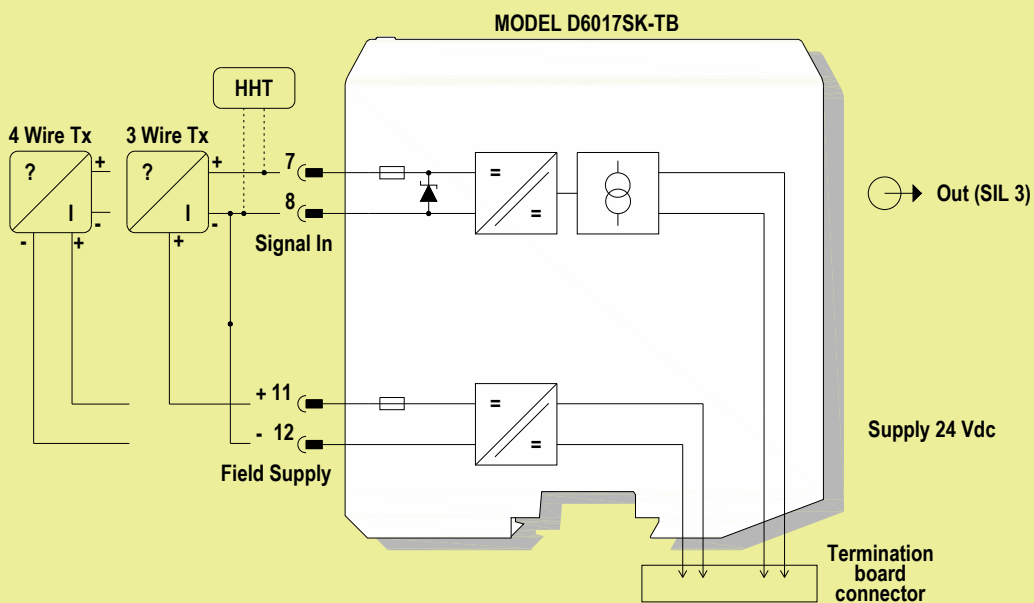 MODEL D6017SK-TB
HHT
4 Wire Tx
3 Wire Tx
+
+
7
?
?
=
=
I
I
8
-
-
Out (SIL 3)
-
+
+
Signal In
+ 11
=
=
- 12
Supply 24 Vdc
Field Supply
Termination
board
connector